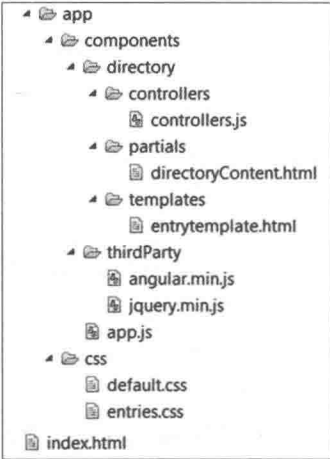 app
components
directory
controllers
controllers.js
partials
directoryContent.html
templates
entrytemplate.html
thirdParty
angular.min.js
jquery.min.js
app.js
css
default.css
entries.css
index.html